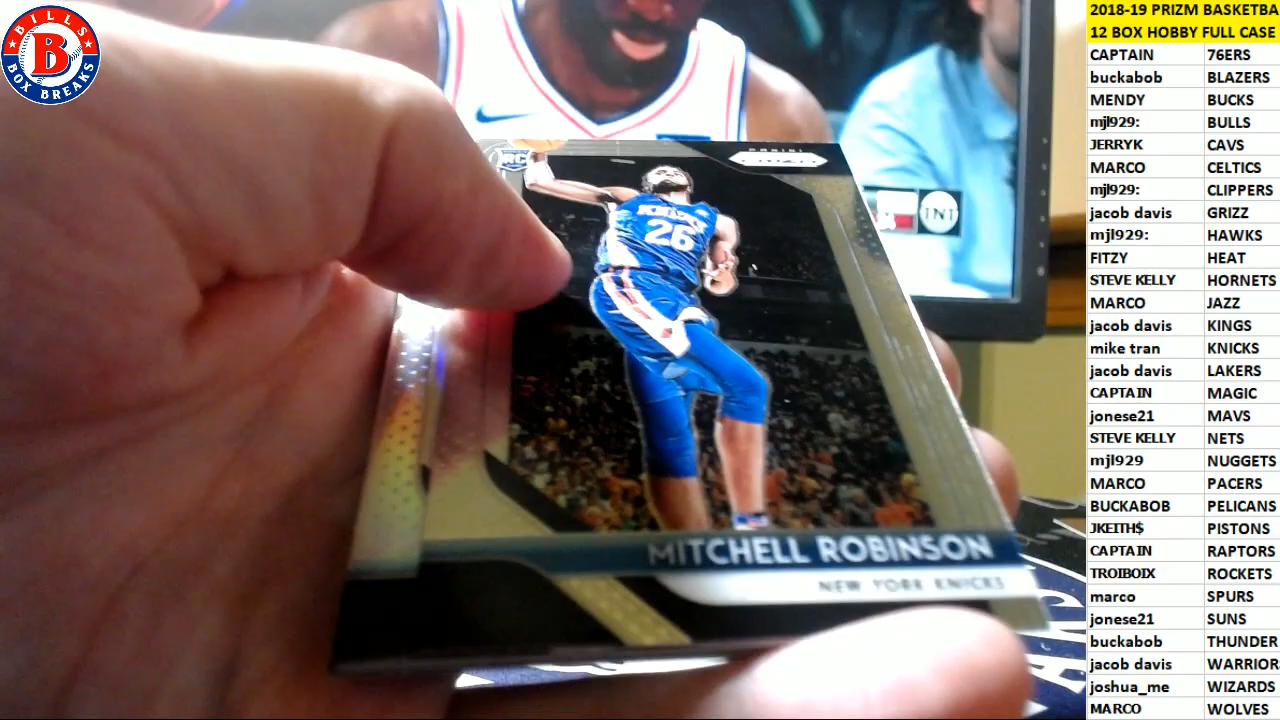 BILLS
B
BOX BREAKS
RC
PANINI
PRIZM
KNICKS
26
MITCHELL ROBINSON
NEW YORK KNICKS
TNT
2018-19 PRIZM BASKETBA
12 BOX HOBBY FULL CASE
CAPTAIN 76ERS
buckabob BLAZERS
MENDY BUCKS
mjl929: BULLS
JERRYK CAVS
MARCO CELTICS
mjl929: CLIPPERS
jacob davis GRIZZ
mjl929: HAWKS
FITZY HEAT
STEVE KELLY HORNETS
MARCO JAZZ
jacob davis KINGS
mike tran KNICKS
jacob davis LAKERS
CAPTAIN MAGIC
jonese21 MAVS
STEVE KELLY NETS
mjl929 NUGGETS
MARCO PACERS
BUCKABOB PELICANS
JKEITH$ PISTONS
CAPTAIN RAPTORS
TROIBOIX ROCKETS
marco SPURS
jonese21 SUNS
buckabob THUNDER
jacob davis WARRIOR
joshua_me WIZARDS
MARCO WOLVES